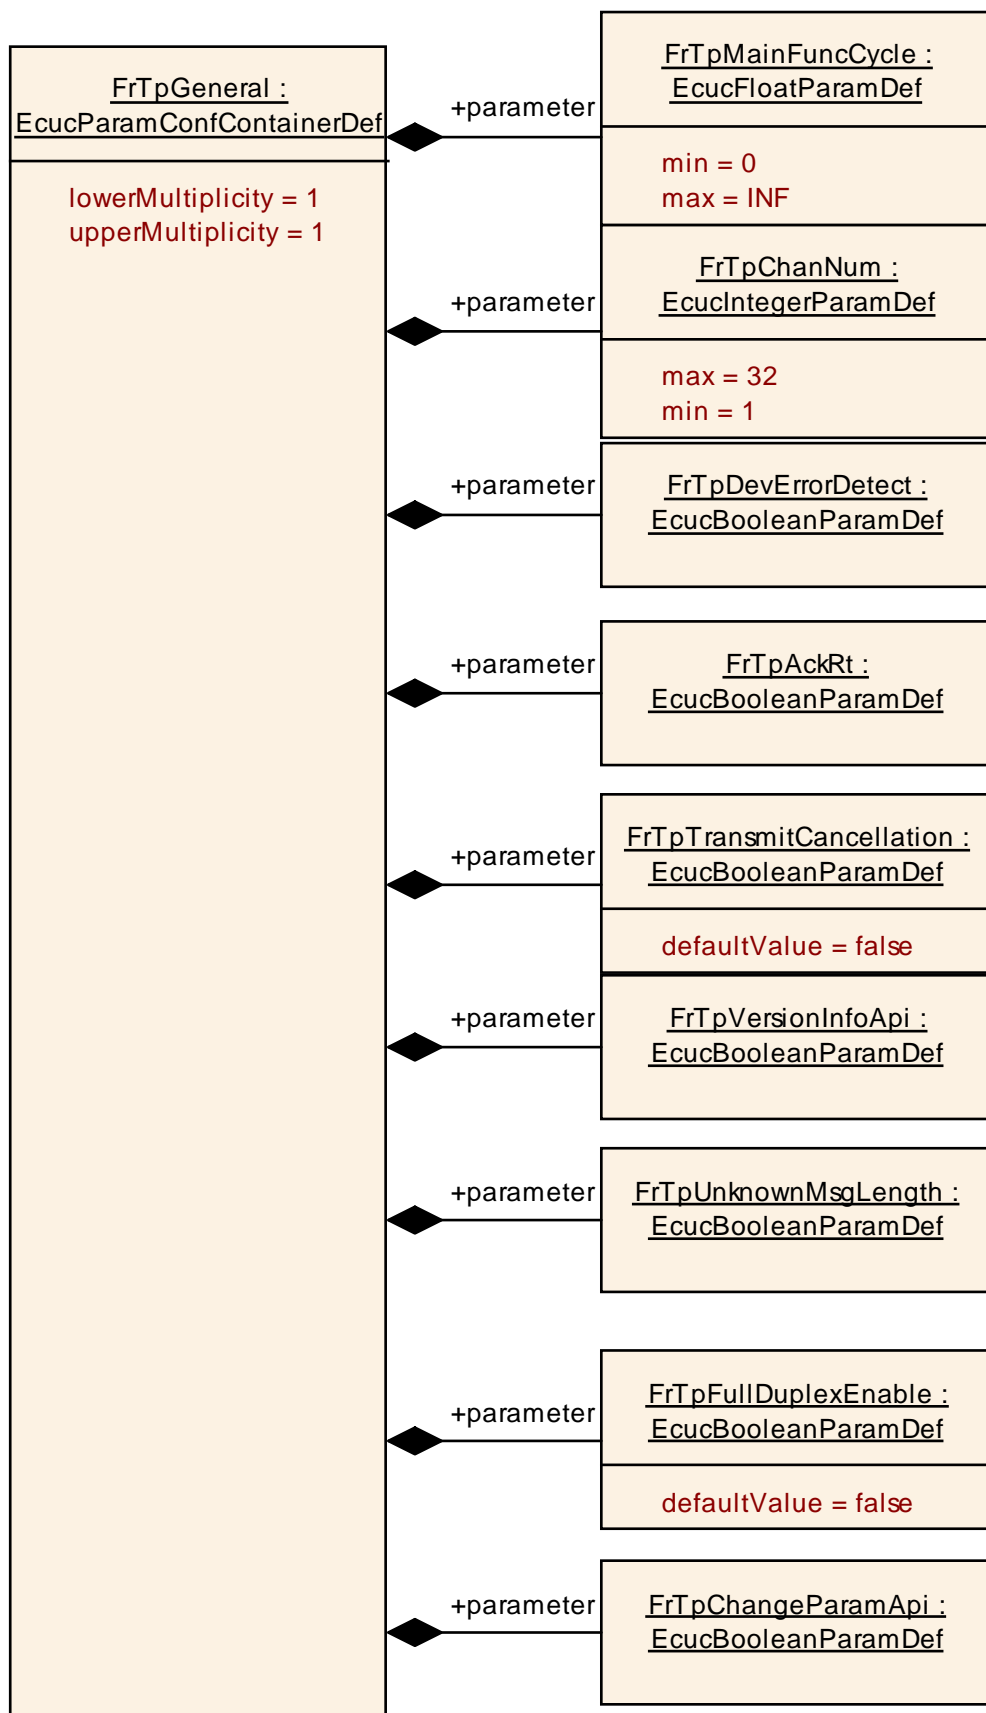 FrTpGeneral :
EcucParamConfContainerDef
lowerMultiplicity = 1
upperMultiplicity = 1
+parameter
FrTpMainFuncCycle :
EcucFloatParamDef
min = 0
max = INF
+parameter
FrTpChanNum :
EcucIntegerParamDef
max = 32
min = 1
+parameter
FrTpDevErrorDetect :
EcucBooleanParamDef
+parameter
FrTpAckRt :
EcucBooleanParamDef
+parameter
FrTpTransmitCancellation :
EcucBooleanParamDef
defaultValue = false
+parameter
FrTpVersionInfoApi :
EcucBooleanParamDef
+parameter
FrTpUnknownMsgLength :
EcucBooleanParamDef
+parameter
FrTpFullDuplexEnable :
EcucBooleanParamDef
defaultValue = false
+parameter
FrTpChangeParamApi :
EcucBooleanParamDef